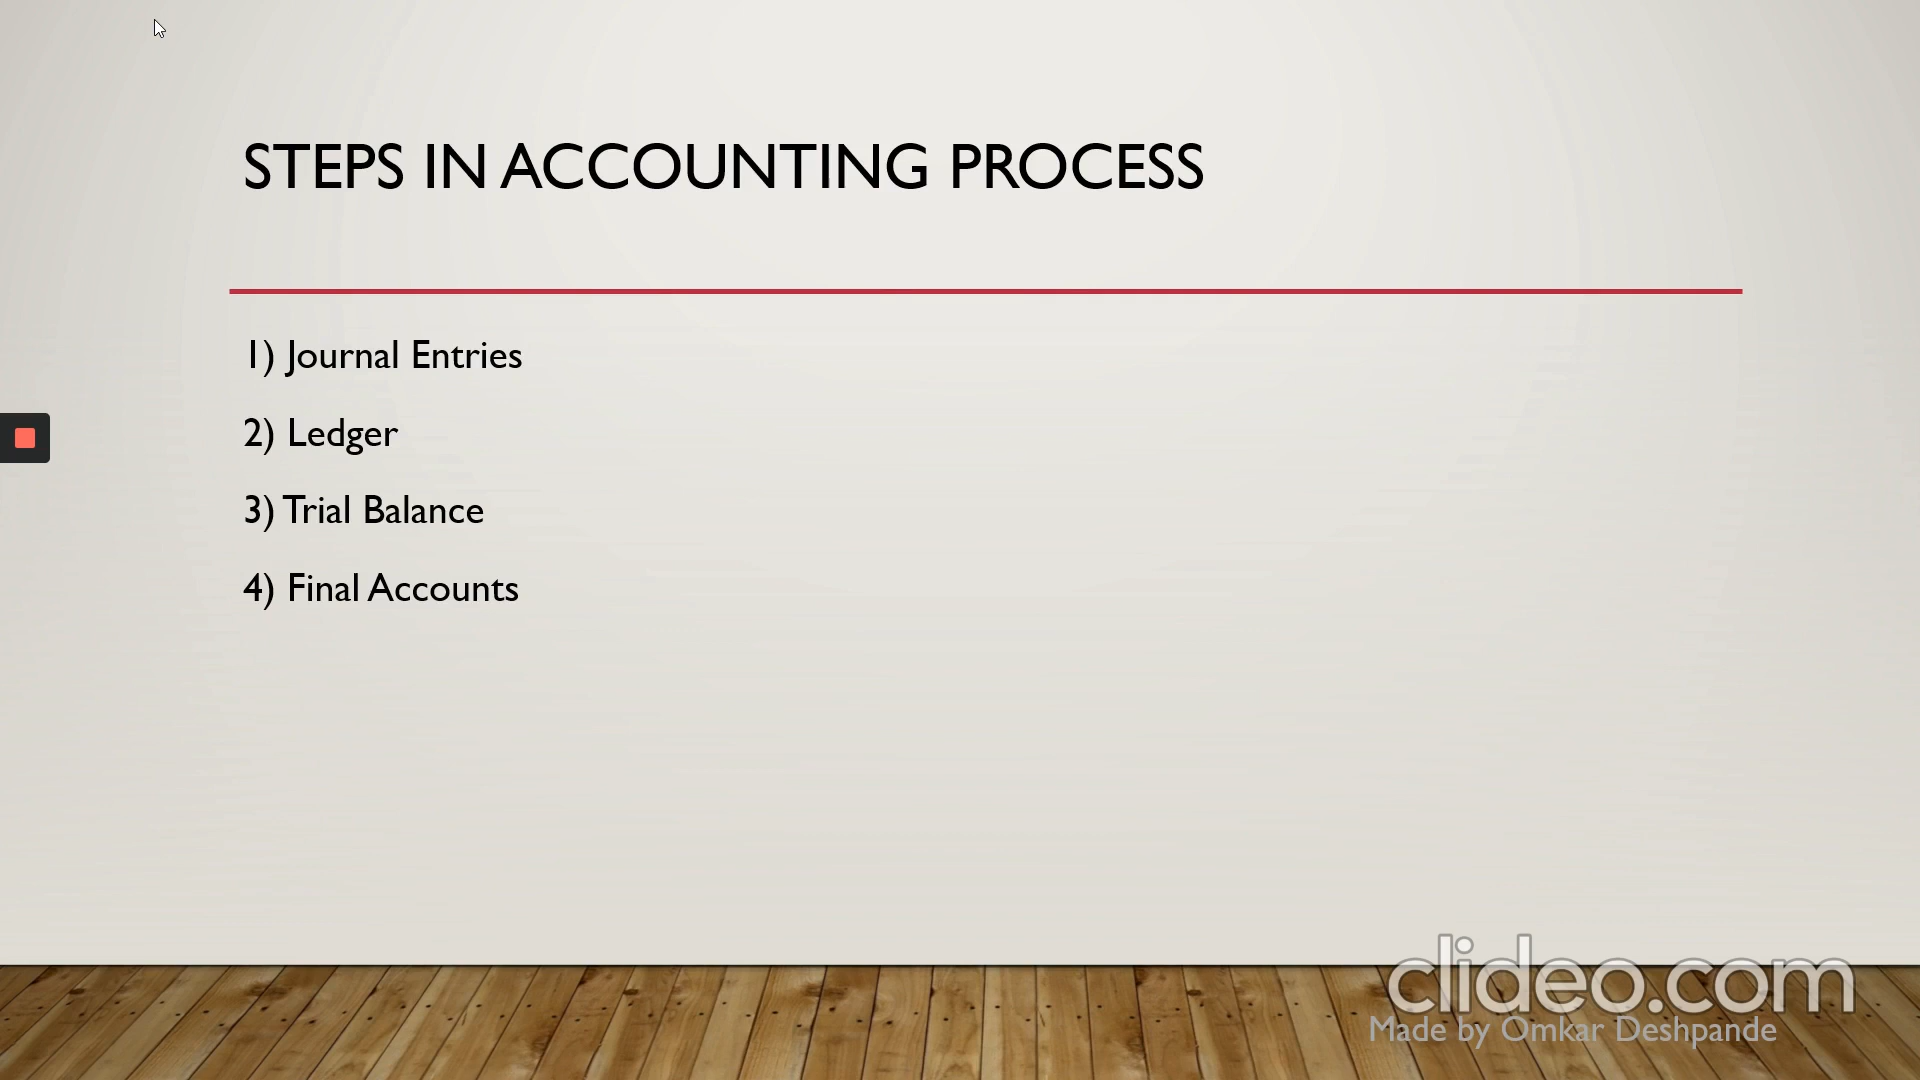 STEPS IN ACCOUNTING PROCESS
1) Journal Entries
2) Ledger
3) Trial Balance
4) Final Accounts
clideo.com
Made by Omkar Deshpande